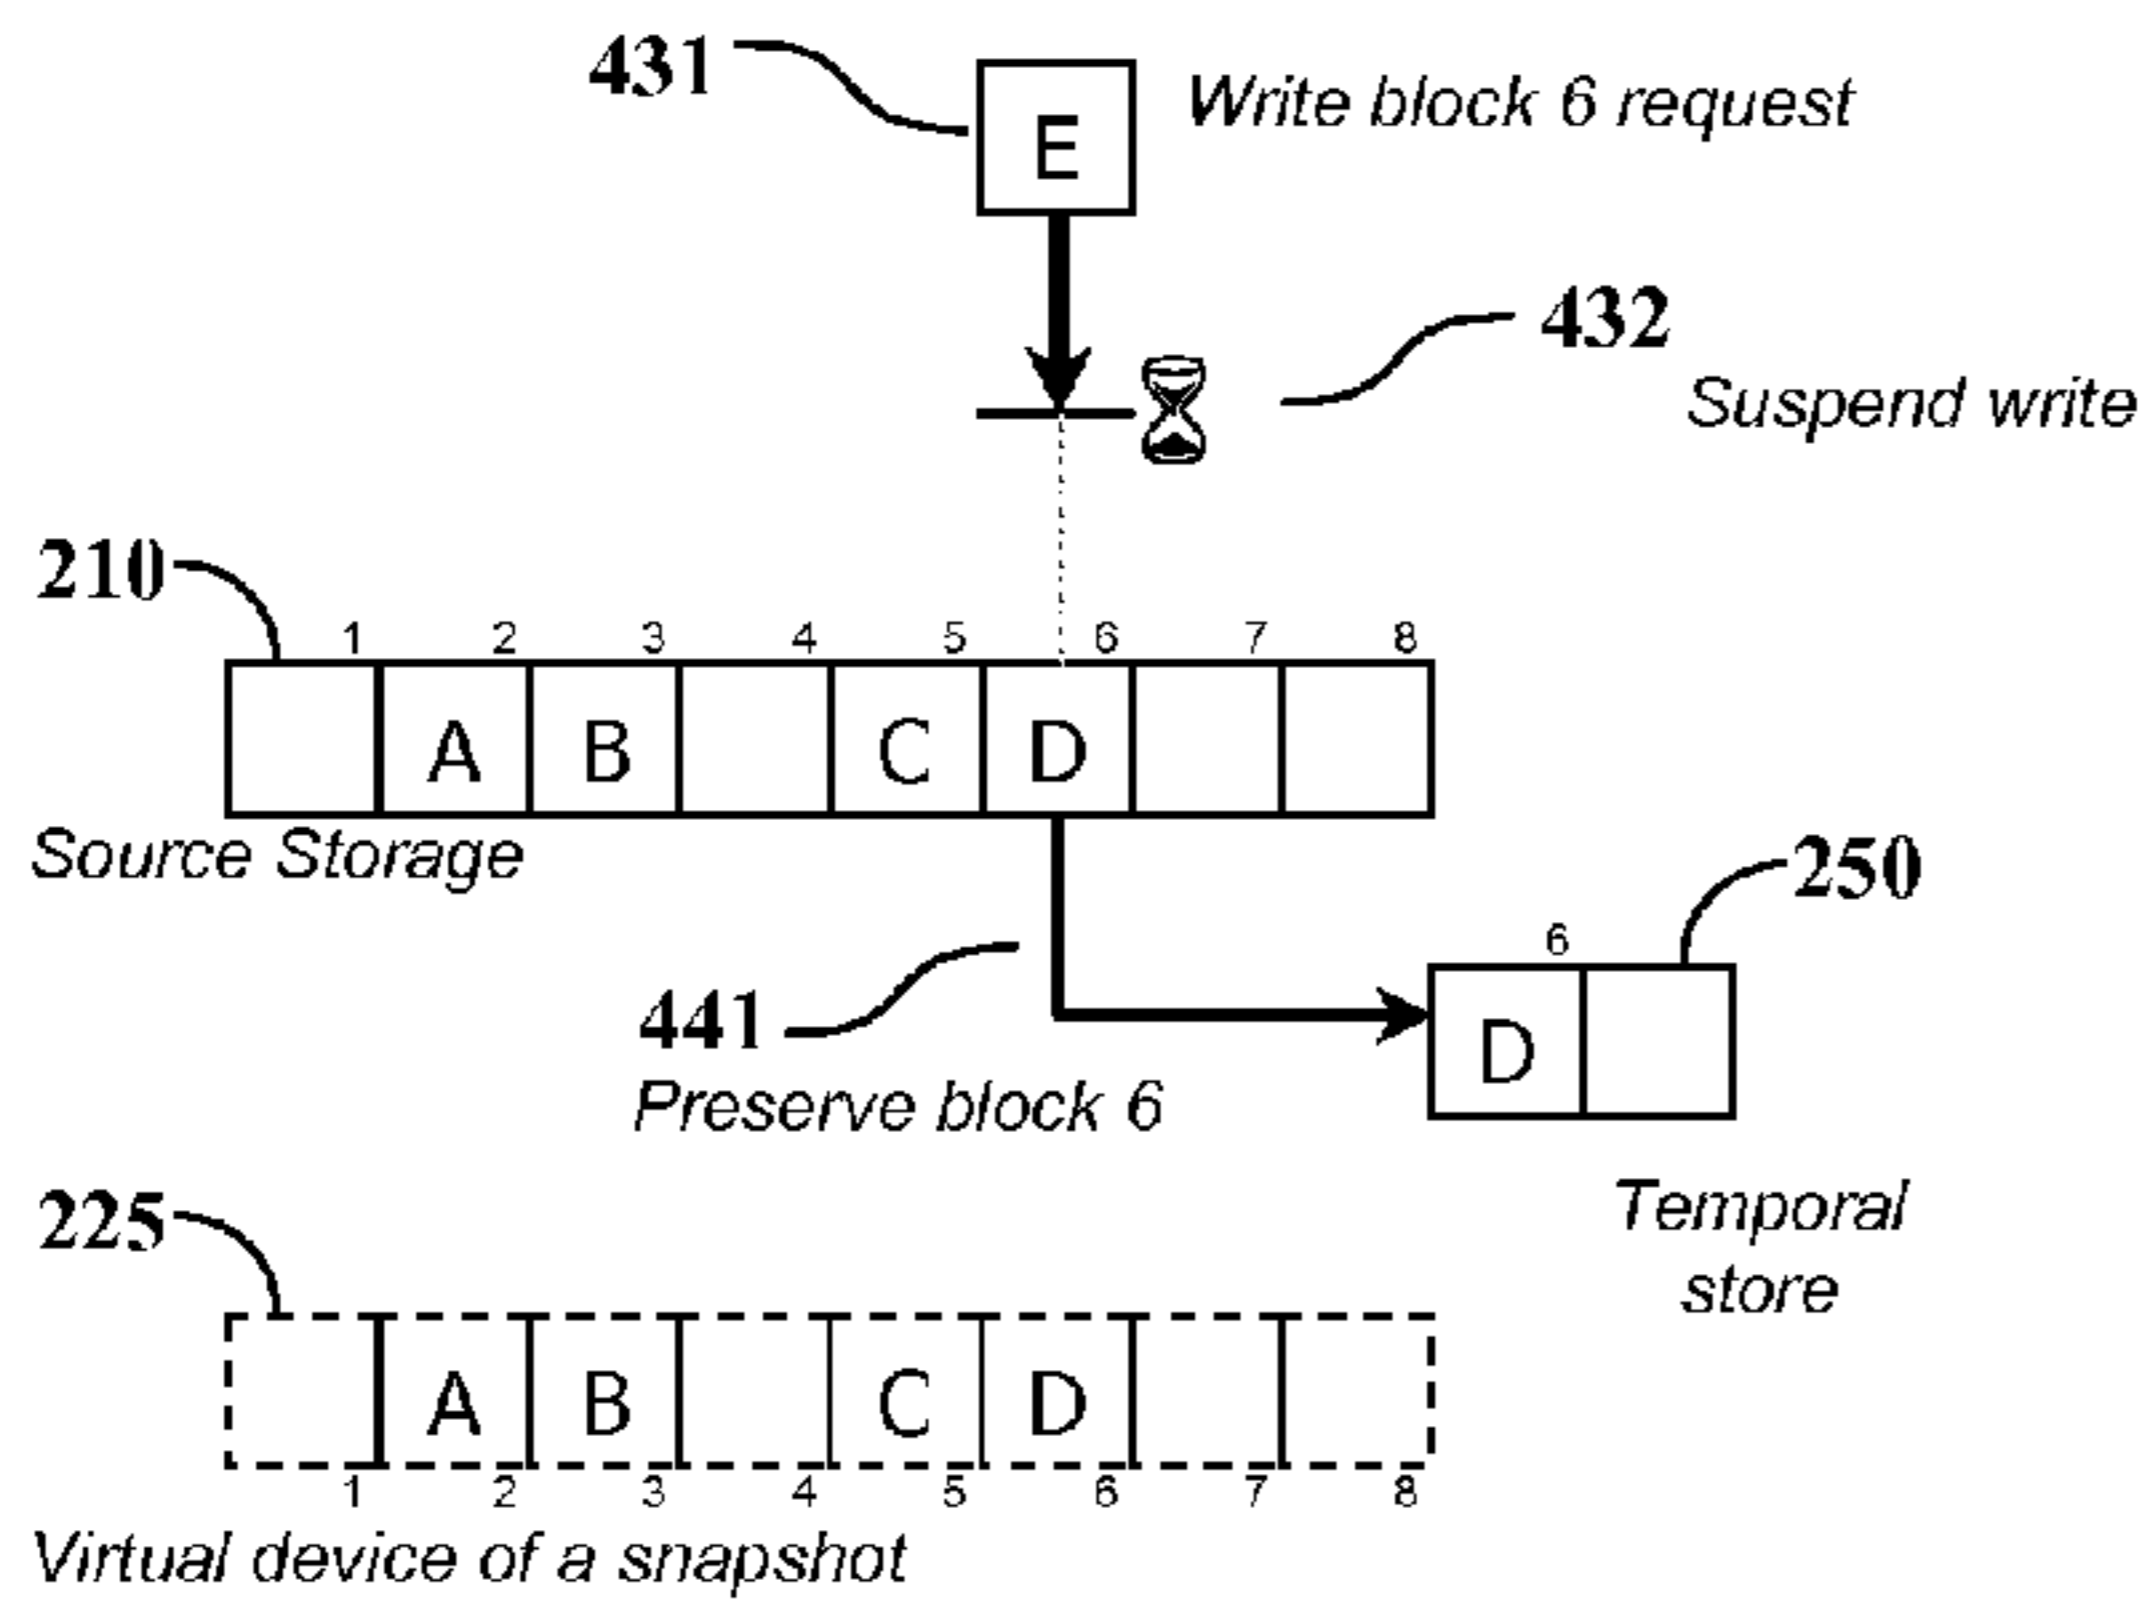 431
E
Write block 6 request
432
Suspend write
210
1 2 3 4 5 6 7 8
A B C D
Source Storage
250
6
D
441
Preserve block 6
Temporal
store
225
A B C D
1 2 3 4 5 6 7 8
Virtual device of a snapshot